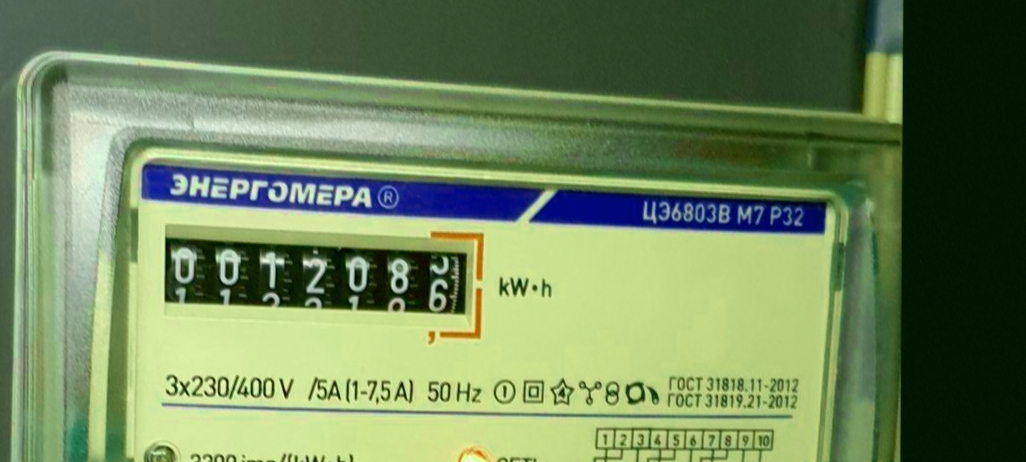 ЭНЕРГОМЕРА®
ЦЭ6803В М7 Р32
0012086
kW·h
3x230/400 V /5A (1-7,5 A) 50 Hz
ГОСТ 31818.11-2012
ГОСТ 31819.21-2012
1 2 3 4 5 6 7 8 9 10